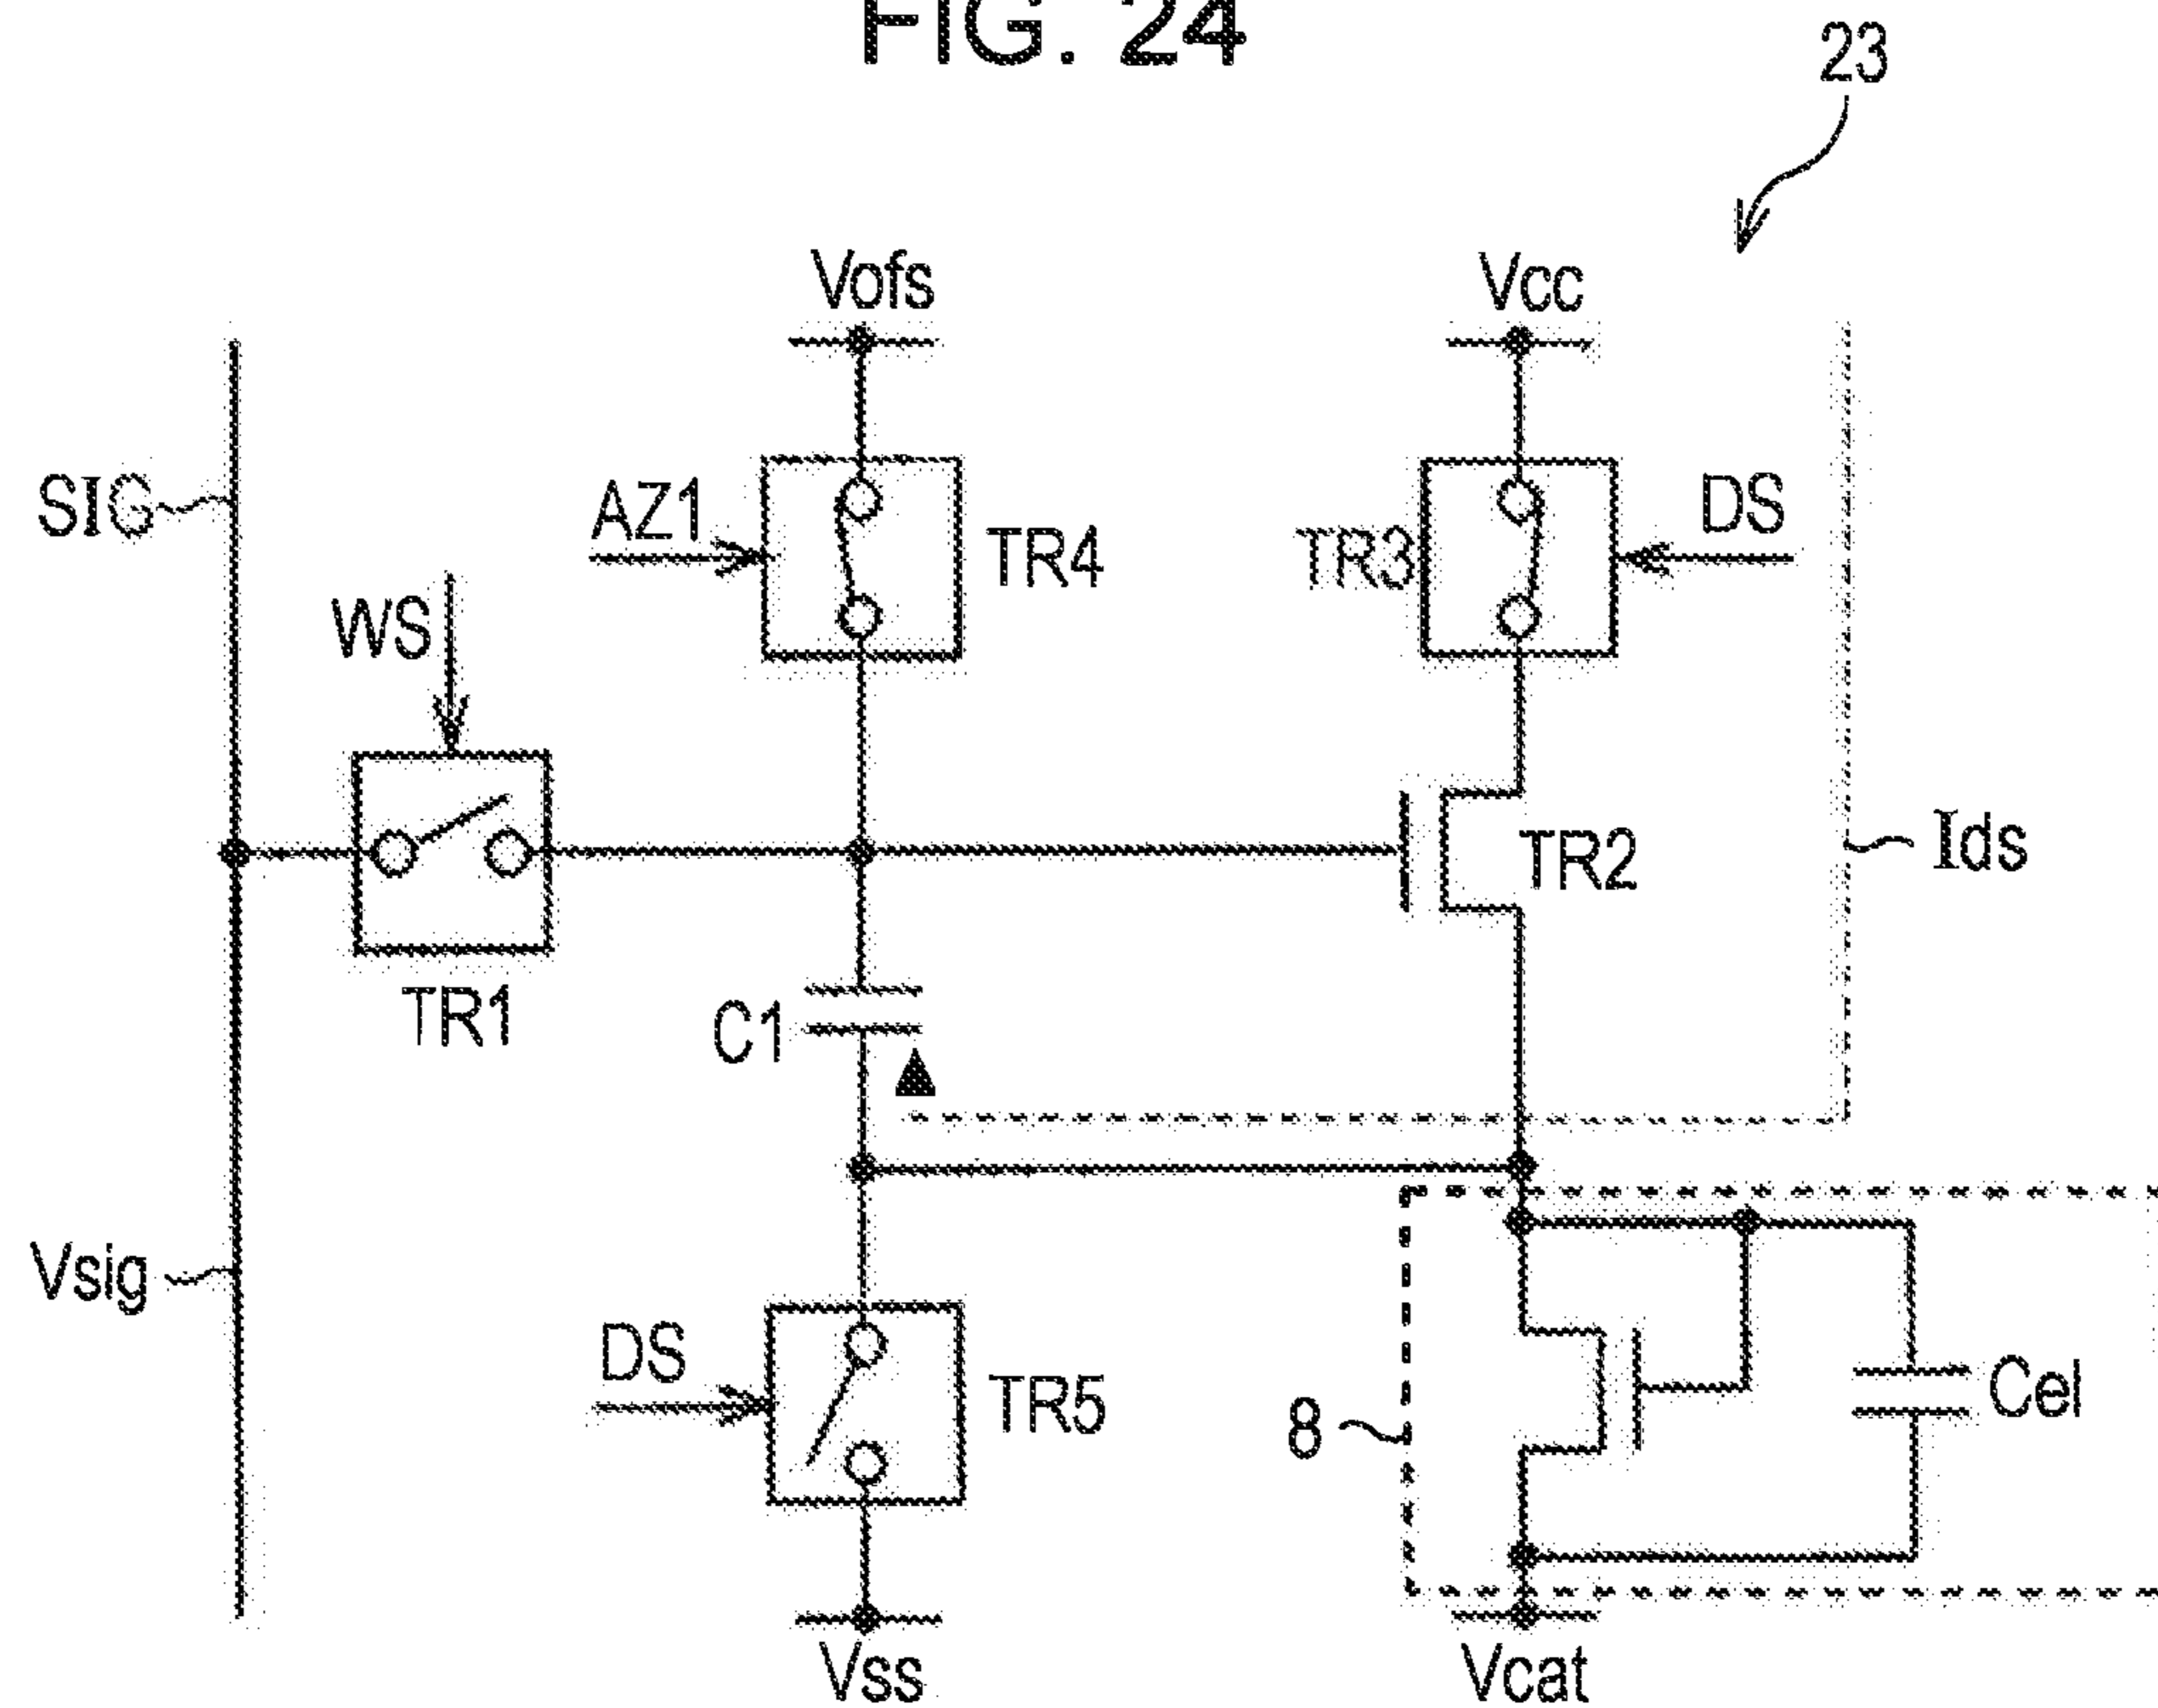 FIG. 24
23
Vofs
Vcc
SIG
AZ1
TR4
TR3
DS
WS
TR1
C1
TR2
Ids
Vsig
DS
TR5
8
Cel
Vss
Vcat